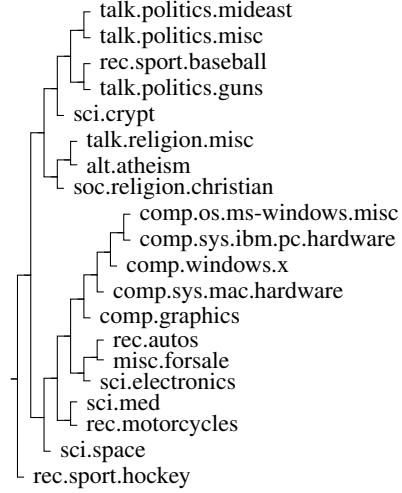 talk.politics.mideast
talk.politics.misc
rec.sport.baseball
talk.politics.guns
sci.crypt
talk.religion.misc
alt.atheism
soc.religion.christian
comp.os.ms-windows.misc
comp.sys.ibm.pc.hardware
comp.windows.x
comp.sys.mac.hardware
comp.graphics
rec.autos
misc.forsale
sci.electronics
sci.med
rec.motorcycles
sci.space
rec.sport.hockey